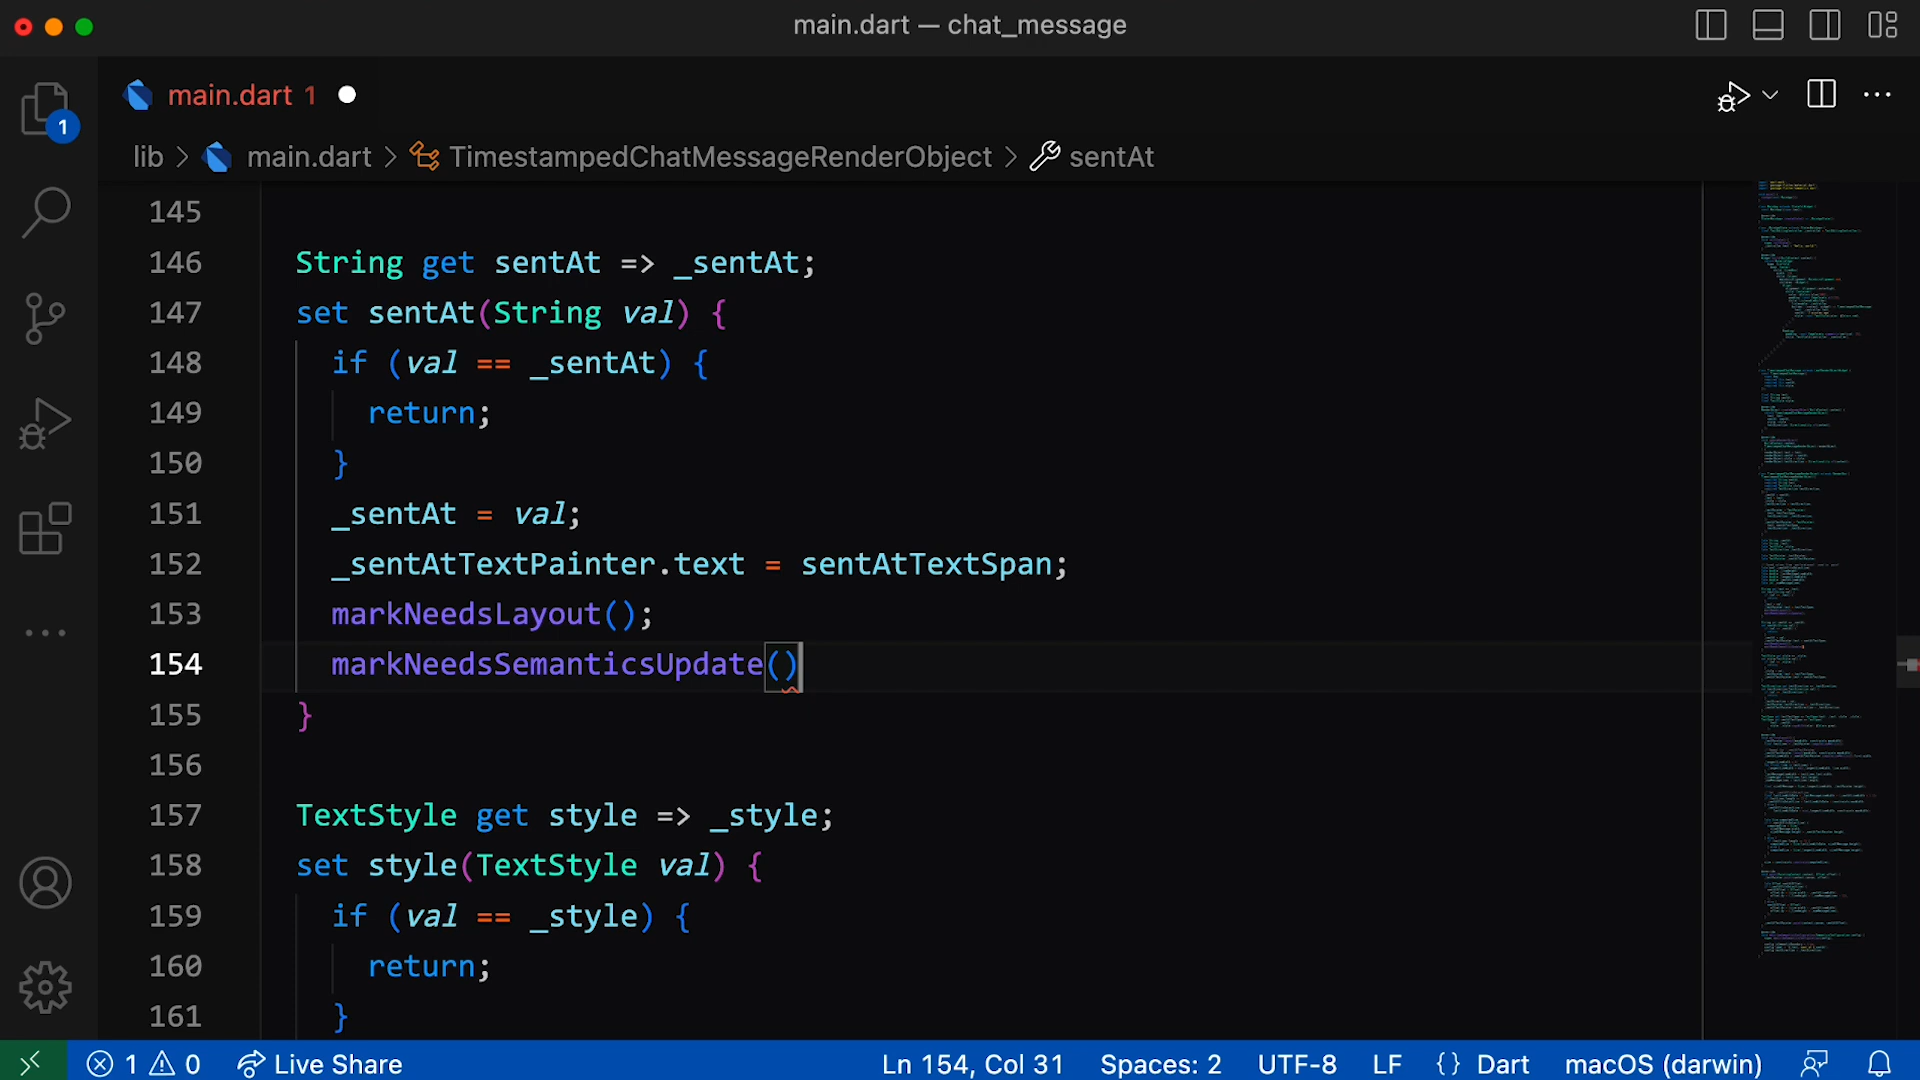 main.dart — chat_message
main.dart 1
1
lib > main.dart > TimestampedChatMessageRenderObject > sentAt
145
146 String get sentAt => _sentAt;
147 set sentAt(String val) {
148 if (val == _sentAt) {
149 return;
150 }
151 _sentAt = val;
152 _sentAtTextPainter.text = sentAtTextSpan;
153 markNeedsLayout();
154 markNeedsSemanticsUpdate()
155 }
156
157 TextStyle get style => _style;
158 set style(TextStyle val) {
159 if (val == _style) {
160 return;
161 }
1 0 Live Share Ln 154, Col 31 Spaces: 2 UTF-8 LF {} Dart macOS (darwin)